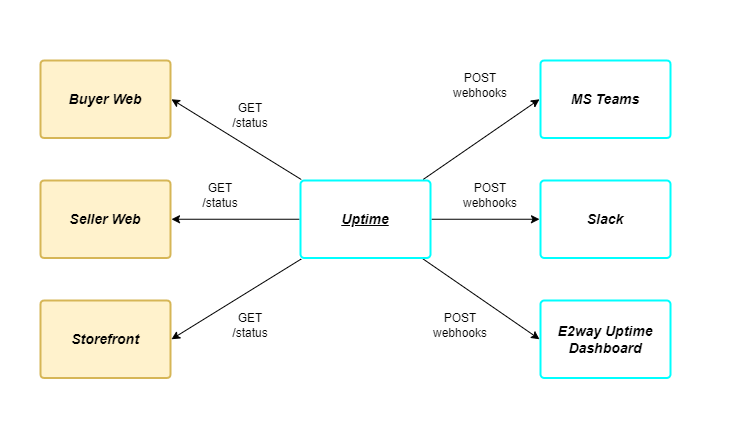 Buyer Web
GET
/status
POST
webhooks
MS Teams
Seller Web
GET
/status
Uptime
POST
webhooks
Slack
Storefront
GET
/status
POST
webhooks
E2way Uptime
Dashboard